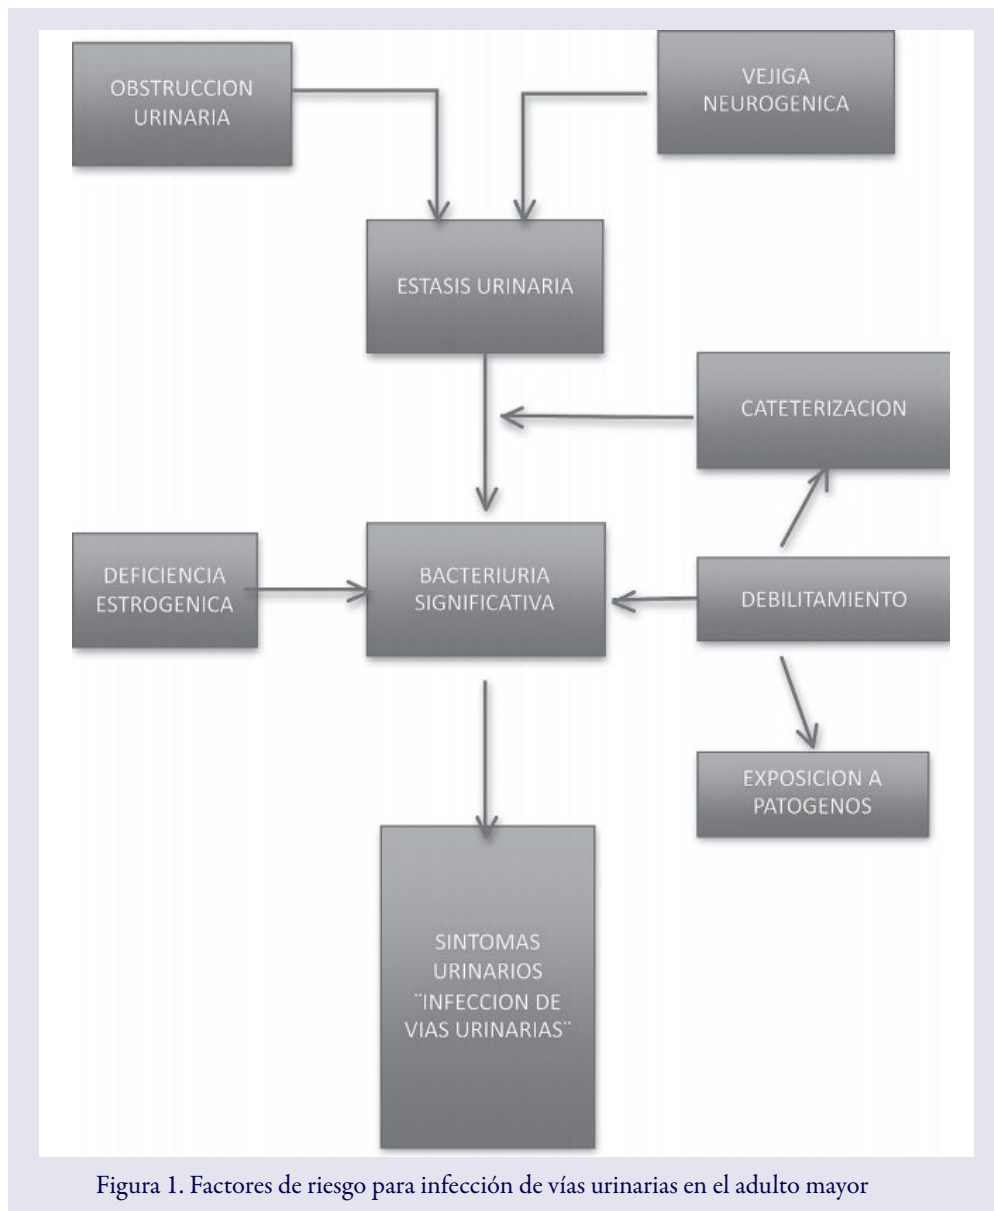 OBSTRUCCION
URINARIA
VEJIGA
NEUROGENICA
ESTASIS URINARIA
CATETERIZACION
DEFICIENCIA
ESTROGENICA
BACTERIURIA
SIGNIFICATIVA
DEBILITAMIENTO
EXPOSICION A
PATOGENOS
SINTOMAS
URINARIOS
¨INFECCION DE
VIAS URINARIAS¨
Figura 1. Factores de riesgo para infección de vías urinarias en el adulto mayor